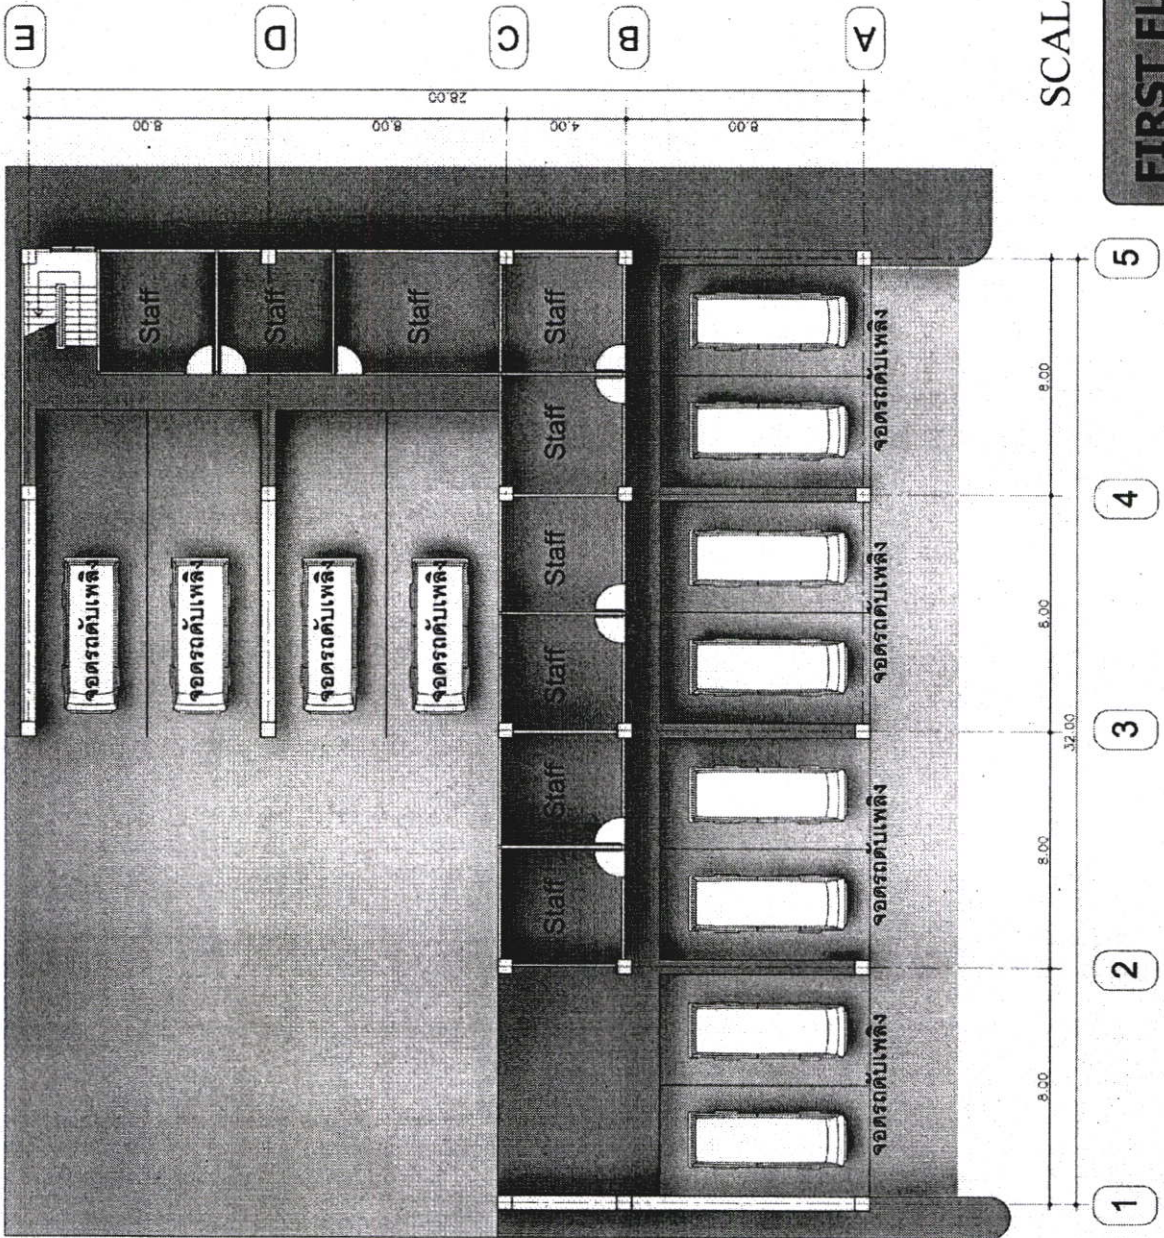 E
D
C
B
A
28.00
8.00
8.00
4.00
8.00
SCAL
FIRST FL
Staff
Staff
Staff
Staff
Staff
Staff
Staff
Staff
Staff
จอดรถดับเพลิง
จอดรถดับเพลิง
จอดรถดับเพลิง
จอดรถดับเพลิง
จอดรถดับเพลิง
จอดรถดับเพลิง
จอดรถดับเพลิง
จอดรถดับเพลิง
8.00
8.00
8.00
32.00
5
4
3
2
1